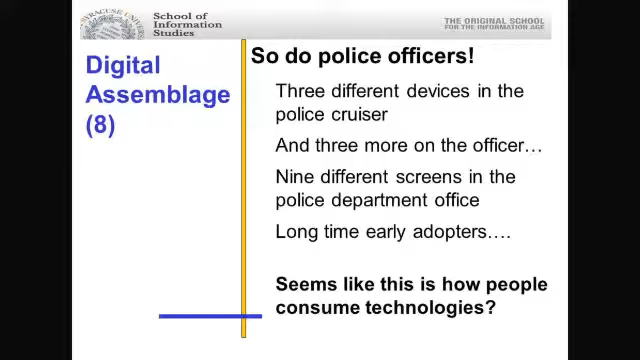 SYRACUSE UNIVERSITY
School of
Information
Studies
THE ORIGINAL SCHOOL
FOR THE INFORMATION AGE
Digital
Assemblage
(8)
So do police officers!
Three different devices in the
police cruiser
And three more on the officer…
Nine different screens in the
police department office
Long time early adopters….
Seems like this is how people
consume technologies?